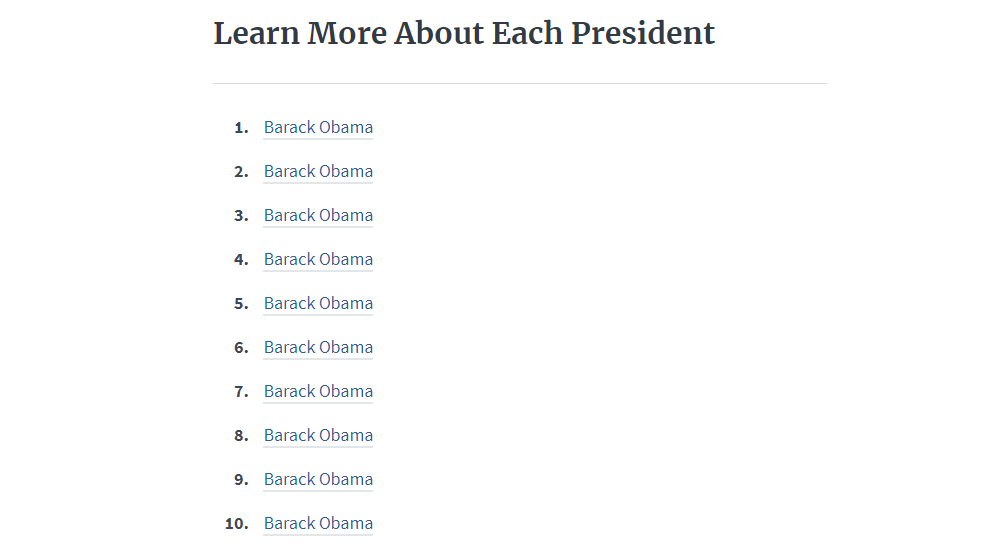 Learn More About Each President
1. Barack Obama
2. Barack Obama
3. Barack Obama
4. Barack Obama
5. Barack Obama
6. Barack Obama
7. Barack Obama
8. Barack Obama
9. Barack Obama
10. Barack Obama